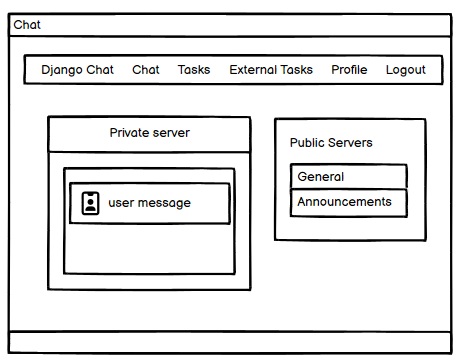 Chat
Django Chat Chat Tasks External Tasks Profile Logout
Private server
user message
Public Servers
General
Announcements